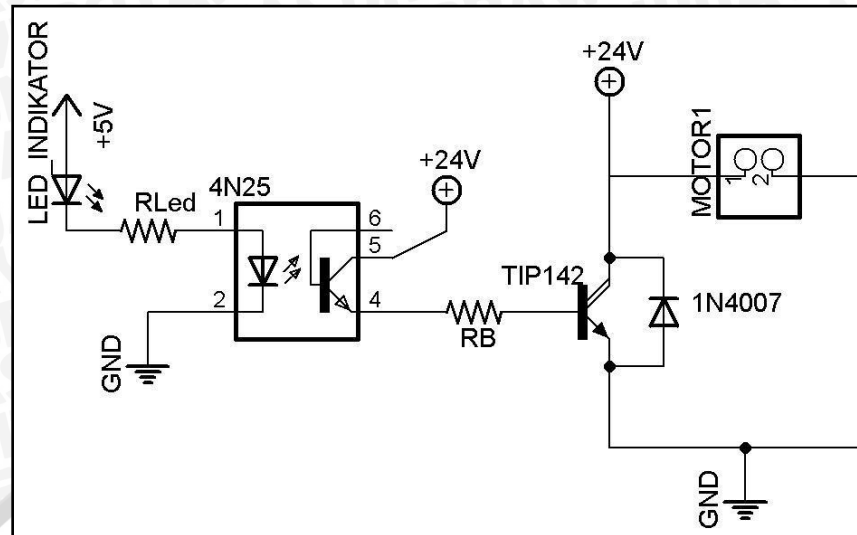 LED INDIKATOR
+5V
RLed
4N25
1
2
6
5
4
+24V
GND
RB
TIP142
+24V
MOTOR1
1
2
1N4007
GND